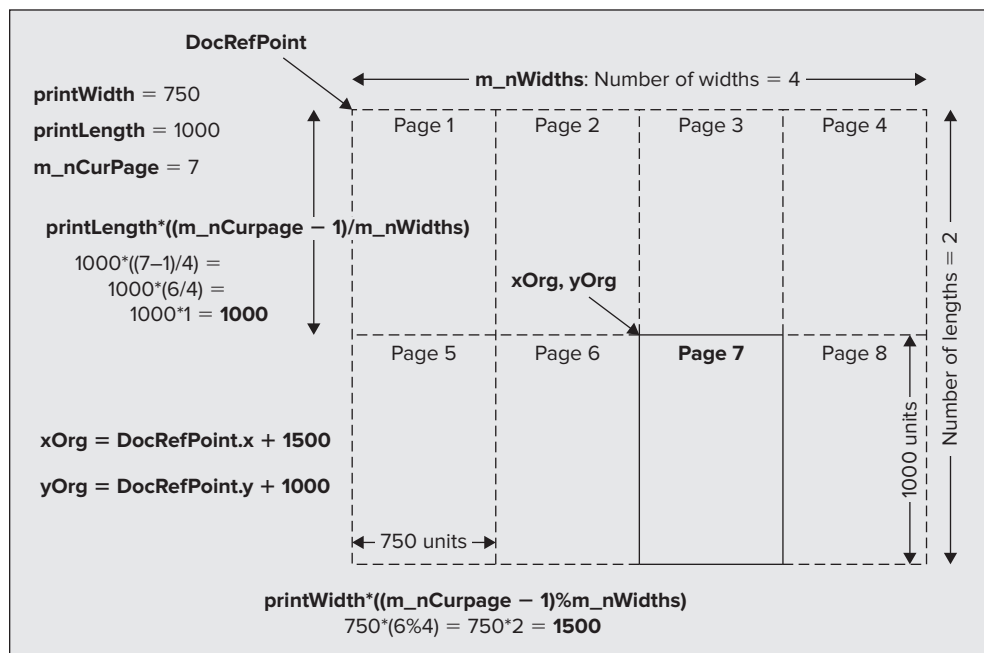 DocRefPoint
m_nWidths: Number of widths = 4
printWidth = 750
printLength = 1000
m_nCurPage = 7
Page 1
Page 2
Page 3
Page 4
printLength*((m_nCurpage – 1)/m_nWidths)
1000*((7–1)/4) =
1000*(6/4) =
1000*1 = 1000
xOrg, yOrg
Number of lengths = 2
Page 5
Page 6
Page 7
Page 8
1000 units
xOrg = DocRefPoint.x + 1500
yOrg = DocRefPoint.y + 1000
750 units
printWidth*((m_nCurpage – 1)%m_nWidths)
750*(6%4) = 750*2 = 1500